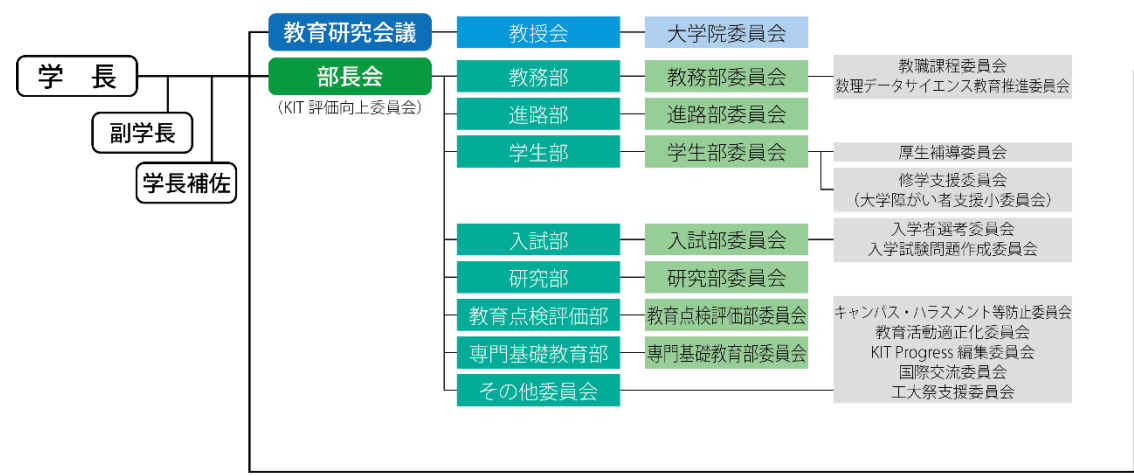 教育研究会議
教授会
大学院委員会
学 長
部長会
(KIT 評価向上委員会)
教務部
教務部委員会
教職課程委員会
数理データサイエンス教育推進委員会
副学長
進路部
進路部委員会
学長補佐
学生部
学生部委員会
厚生補導委員会
修学支援委員会
(大学障がい者支援小委員会)
入試部
入試部委員会
入学者選考委員会
入学試験問題作成委員会
研究部
研究部委員会
教育点検評価部
教育点検評価部委員会
専門基礎教育部
専門基礎教育部委員会
その他委員会
キャンパス・ハラスメント等防止委員会
教育活動適正化委員会
KIT Progress 編集委員会
国際交流委員会
工大祭支援委員会